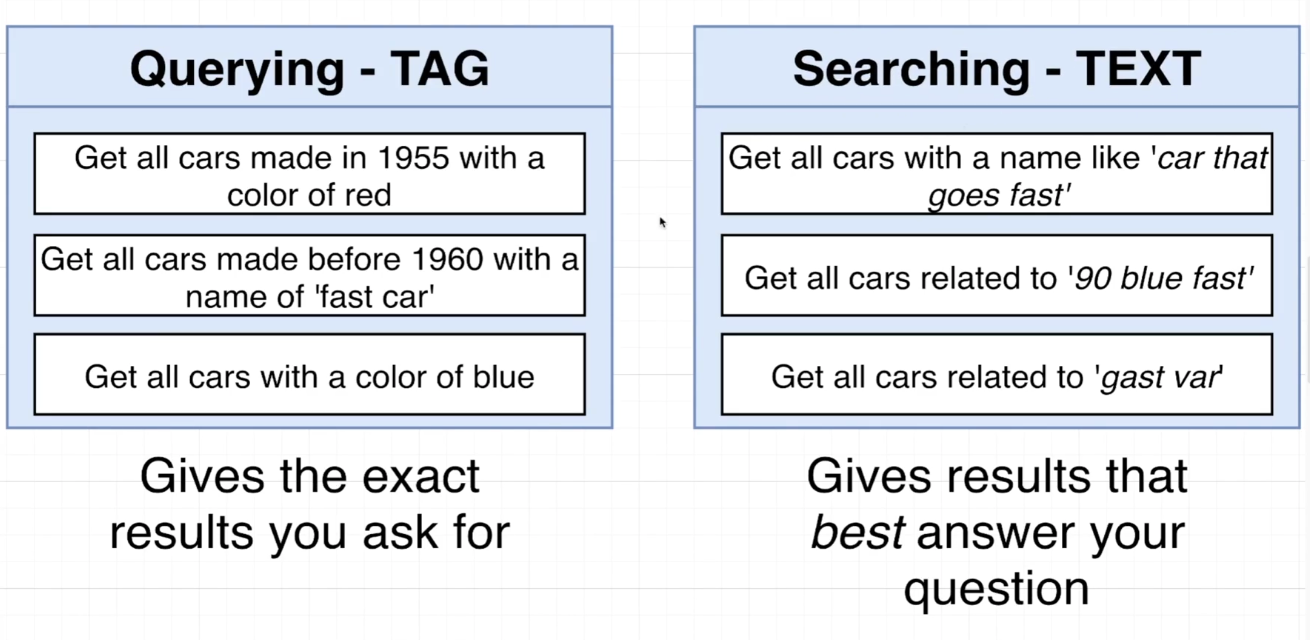 Querying - TAG
Get all cars made in 1955 with a
color of red
Get all cars made before 1960 with a
name of 'fast car'
Get all cars with a color of blue
Gives the exact
results you ask for
Searching - TEXT
Get all cars with a name like 'car that
goes fast'
Get all cars related to '90 blue fast'
Get all cars related to 'gast var'
Gives results that
best answer your
question